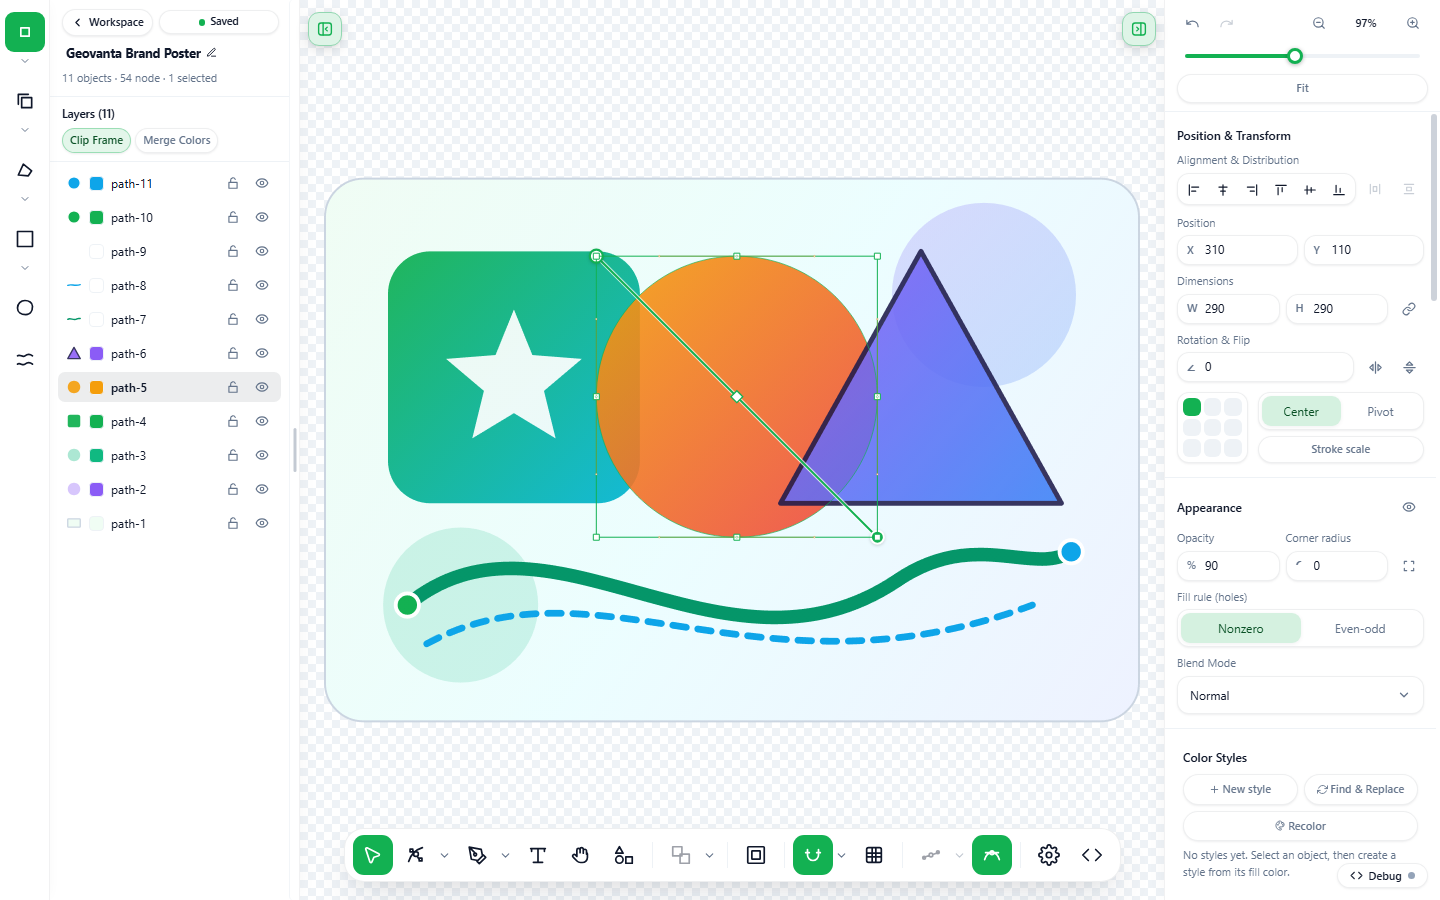 Workspace
Saved
Geovanta Brand Poster
11 objects · 54 node · 1 selected
Layers (11)
Clip Frame
Merge Colors
path-11
path-10
path-9
path-8
path-7
path-6
path-5
path-4
path-3
path-2
path-1
97%
Fit
Position & Transform
Alignment & Distribution
Position
X 310
Y 110
Dimensions
W 290
H 290
Rotation & Flip
0
Center
Pivot
Stroke scale
Appearance
Opacity
Corner radius
% 90
0
Fill rule (holes)
Nonzero
Even-odd
Blend Mode
Normal
Color Styles
New style
Find & Replace
Recolor
No styles yet. Select an object, then create a
style from its fill color.
Debug